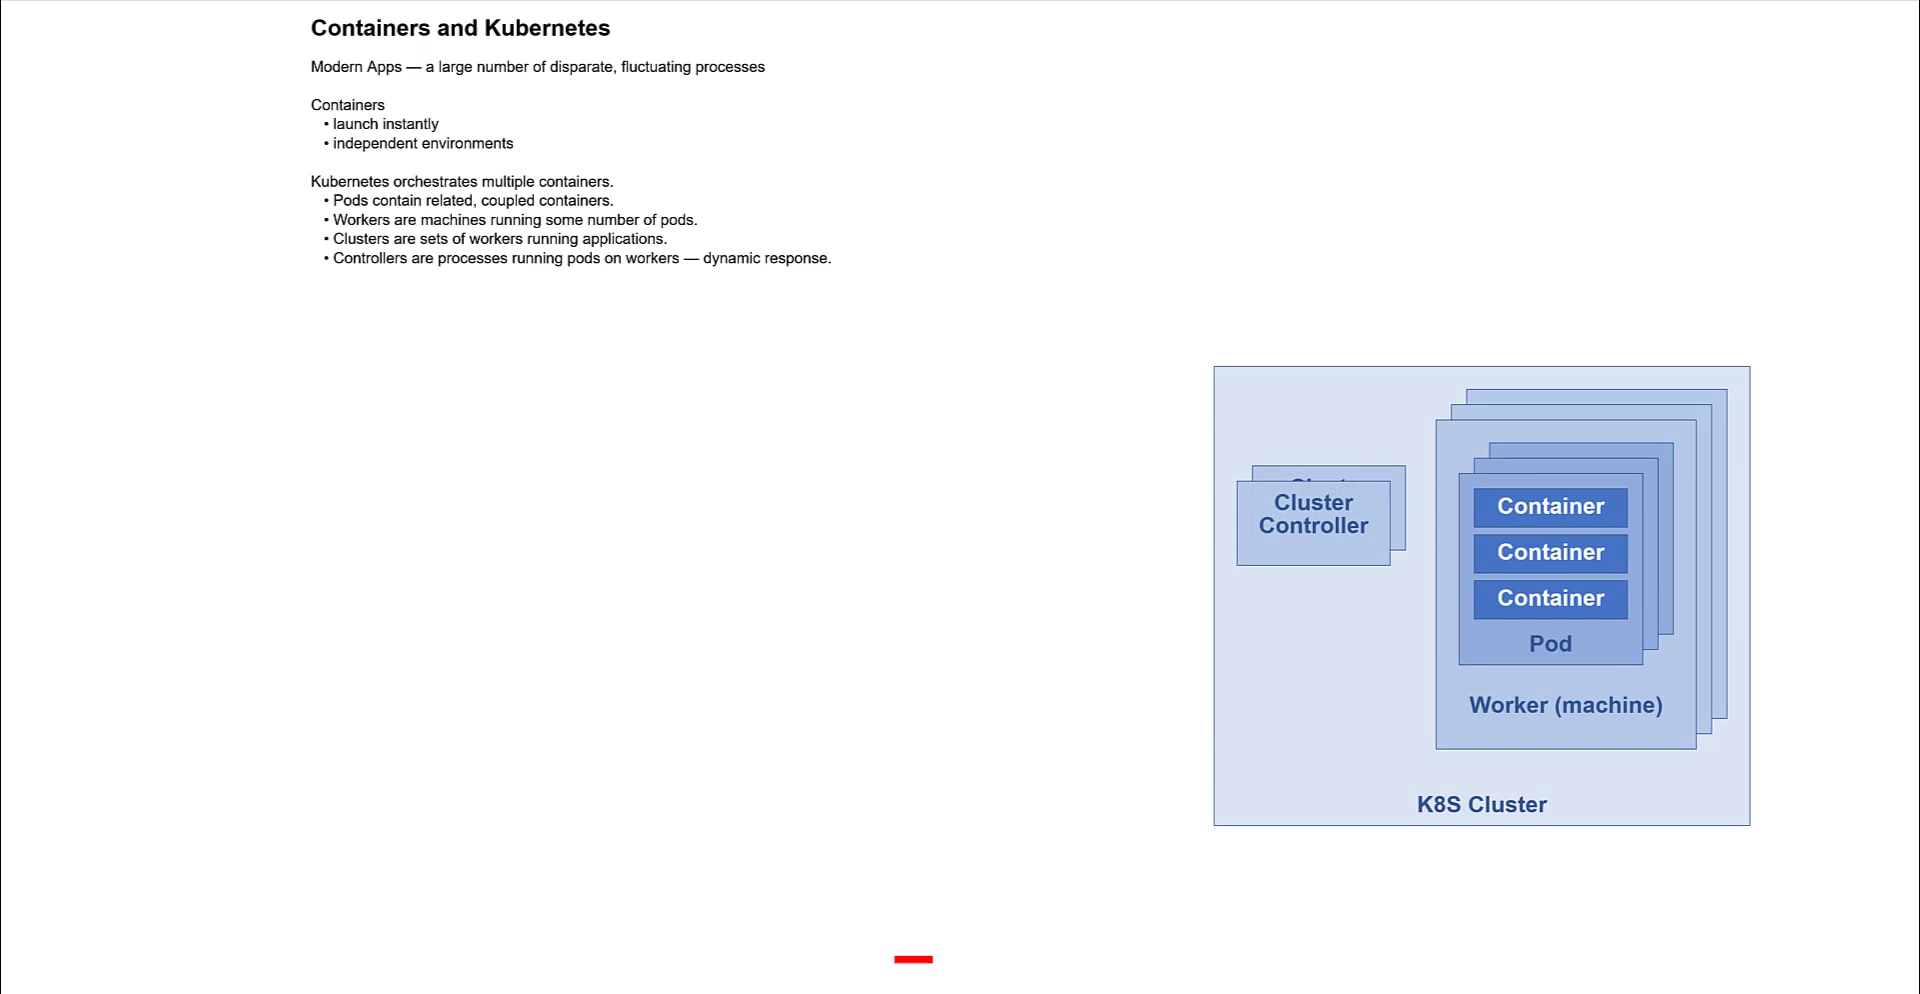 Containers and Kubernetes
Modern Apps — a large number of disparate, fluctuating processes
Containers
• launch instantly
• independent environments
Kubernetes orchestrates multiple containers.
• Pods contain related, coupled containers.
• Workers are machines running some number of pods.
• Clusters are sets of workers running applications.
• Controllers are processes running pods on workers — dynamic response.
Cluster
Controller
Container
Container
Container
Pod
Worker (machine)
K8S Cluster